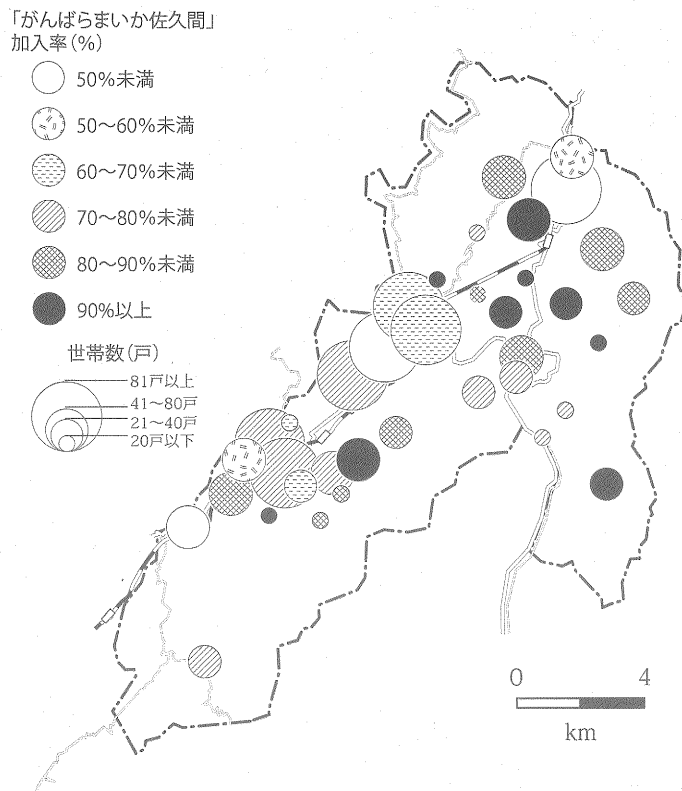 「がんばらまいか佐久間」
加入率(%)
50%未満
50～60%未満
60～70%未満
70～80%未満
80～90%未満
90%以上
世帯数(戸)
81戸以上
41～80戸
21～40戸
20戸以下
0 4
km